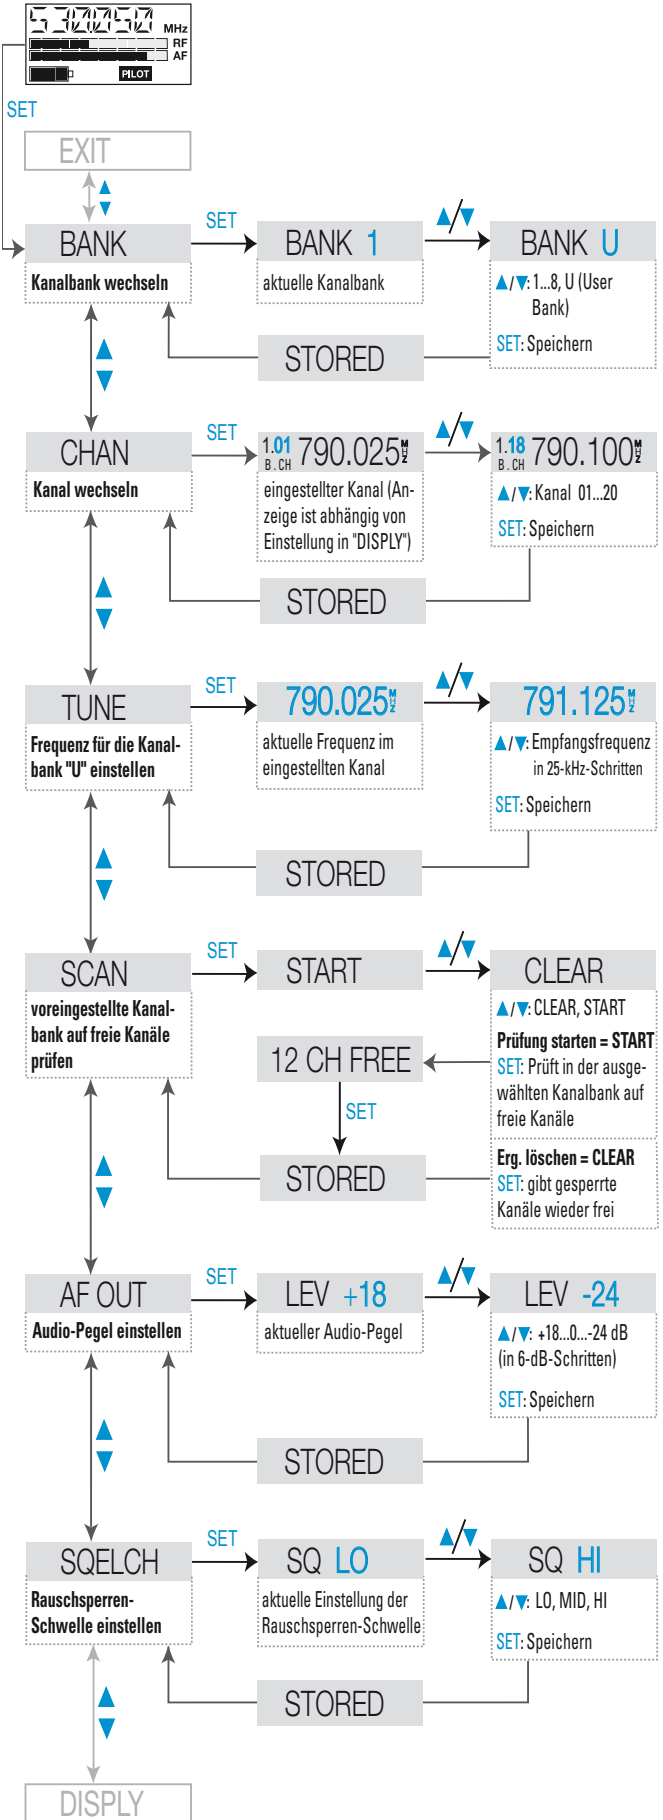 530.050 MHz
RF
AF
PILOT
SET
EXIT
BANK
Kanalbank wechseln
SET
BANK 1
aktuelle Kanalbank
▲/▼
BANK U
▲/▼: 1...8, U (User
Bank)
SET: Speichern
STORED
CHAN
Kanal wechseln
SET
1.01 790.025 MHZ
B. CH
eingestellter Kanal (An-
zeige ist abhängig von
Einstellung in "DISPLY")
▲/▼
1.18 790.100 MHZ
B. CH
▲/▼: Kanal 01...20
SET: Speichern
STORED
TUNE
Frequenz für die Kanal-
bank "U" einstellen
SET
790.025 MHZ
aktuelle Frequenz im
eingestellten Kanal
▲/▼
791.125 MHZ
▲/▼: Empfangsfrequenz
in 25-kHz-Schritten
SET: Speichern
STORED
SCAN
voreingestellte Kanal-
bank auf freie Kanäle
prüfen
SET
START
▲/▼
CLEAR
▲/▼: CLEAR, START
Prüfung starten = START
SET: Prüft in der ausge-
wählten Kanalbank auf
freie Kanäle
12 CH FREE
SET
STORED
Erg. löschen = CLEAR
SET: gibt gesperrte
Kanäle wieder frei
AF OUT
Audio-Pegel einstellen
SET
LEV +18
aktueller Audio-Pegel
▲/▼
LEV -24
▲/▼: +18...0...-24 dB
(in 6-dB-Schritten)
SET: Speichern
STORED
SQELCH
Rauschsperren-
Schwelle einstellen
SET
SQ LO
aktuelle Einstellung der
Rauschsperren-Schwelle
▲/▼
SQ HI
▲/▼: LO, MID, HI
SET: Speichern
STORED
DISPLY